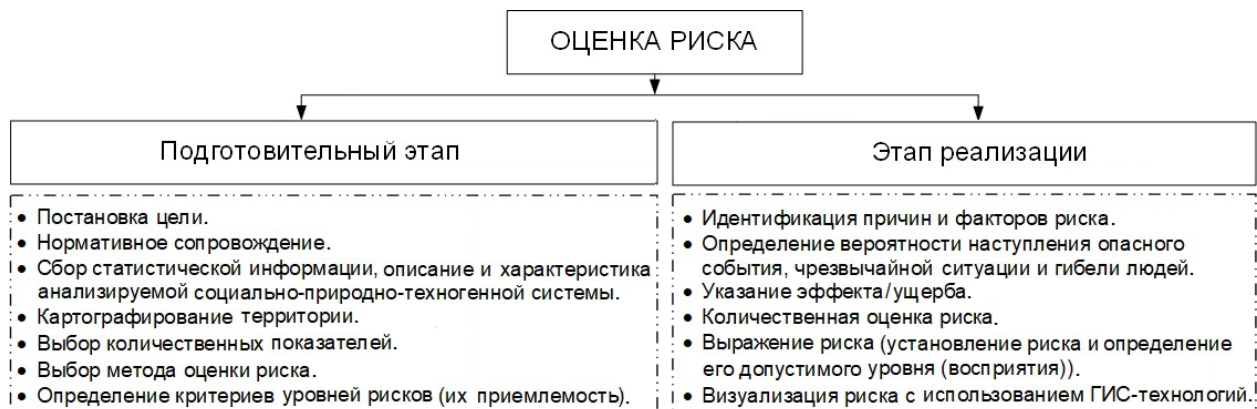 ОЦЕНКА РИСКА
Подготовительный этап
• Постановка цели.
• Нормативное сопровождение.
• Сбор статистической информации, описание и характеристика
анализируемой социально-природно-техногенной системы.
• Картографирование территории.
• Выбор количественных показателей.
• Выбор метода оценки риска.
• Определение критериев уровней рисков (их приемлемость).
Этап реализации
• Идентификация причин и факторов риска.
• Определение вероятности наступления опасного
события, чрезвычайной ситуации и гибели людей.
• Указание эффекта/ущерба.
• Количественная оценка риска.
• Выражение риска (установление риска и определение
его допустимого уровня (восприятия)).
• Визуализация риска с использованием ГИС-технологий.